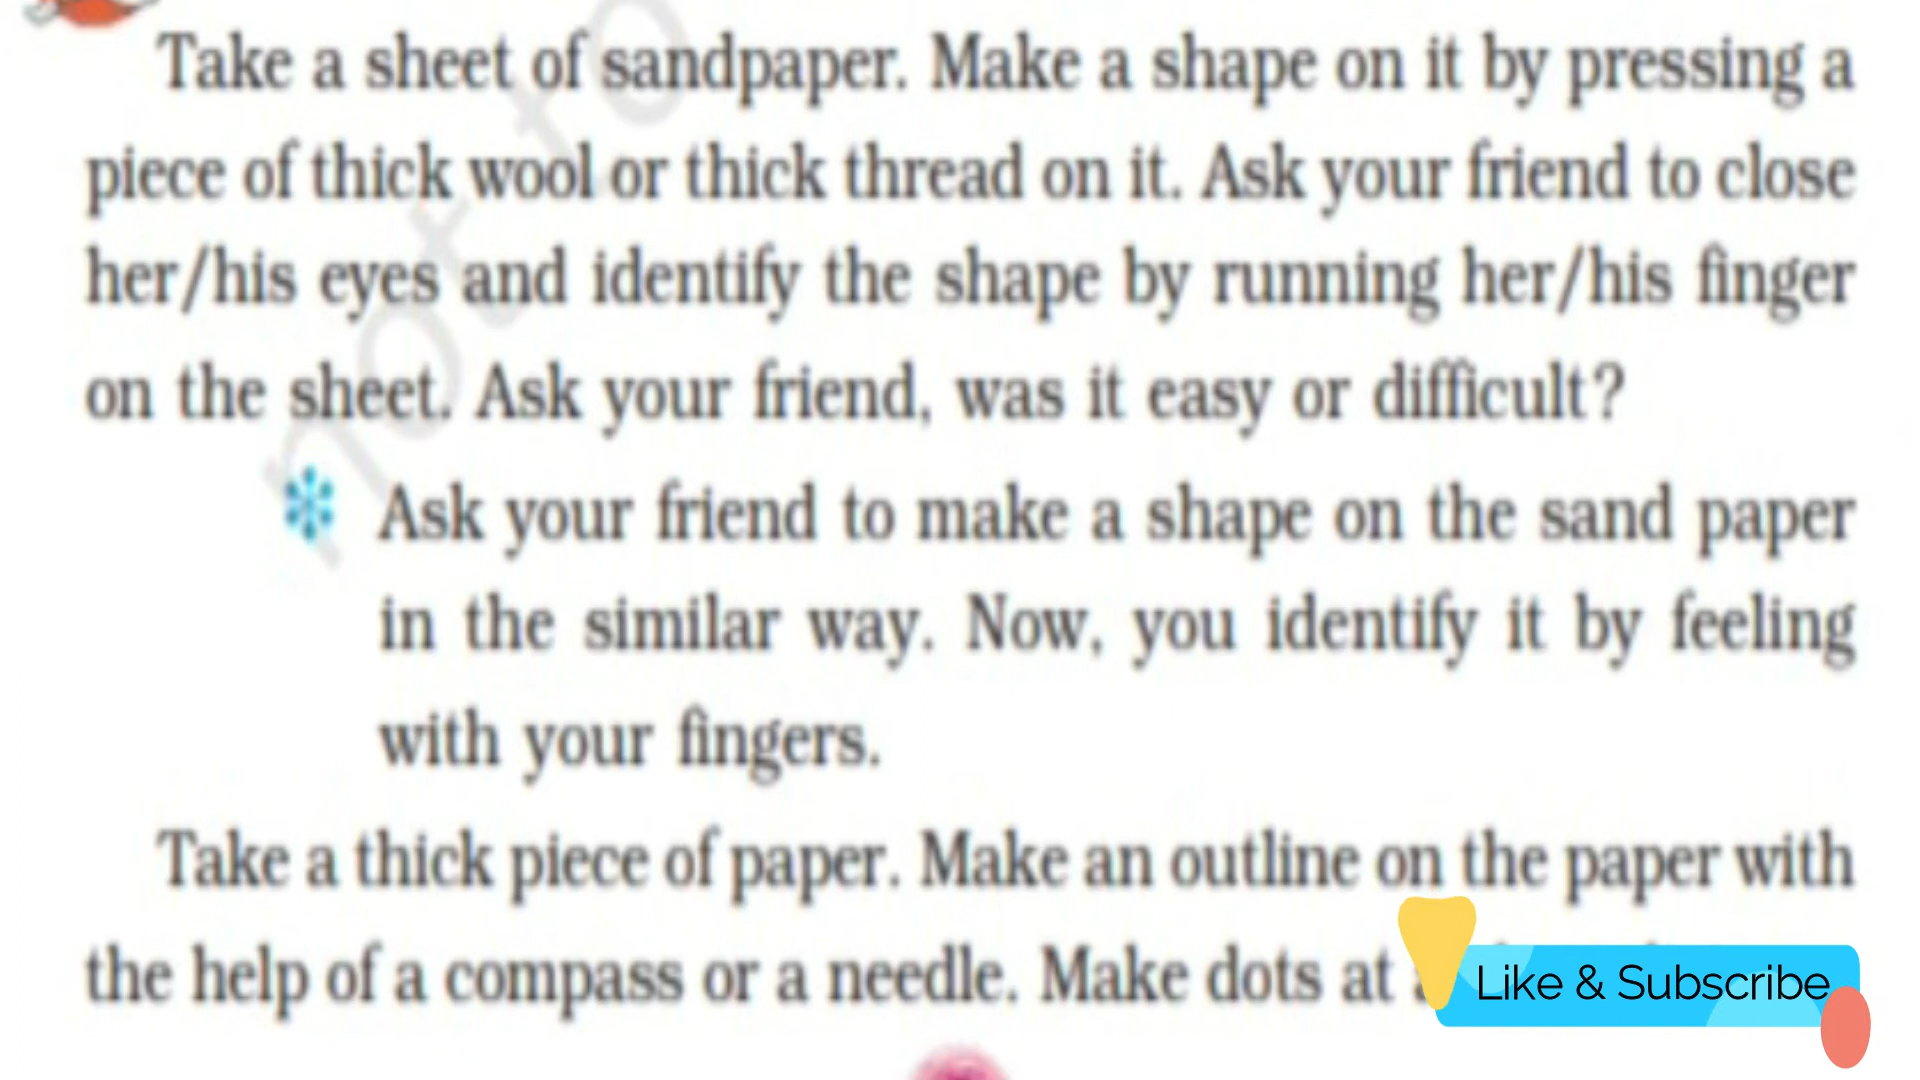 Take a sheet of sandpaper. Make a shape on it by pressing a
piece of thick wool or thick thread on it. Ask your friend to close
her/his eyes and identify the shape by running her/his finger
on the sheet. Ask your friend, was it easy or difficult?
Ask your friend to make a shape on the sand paper
in the similar way. Now, you identify it by feeling
with your fingers.
Take a thick piece of paper. Make an outline on the paper with
the help of a compass or a needle. Make dots at
Like & Subscribe
not to